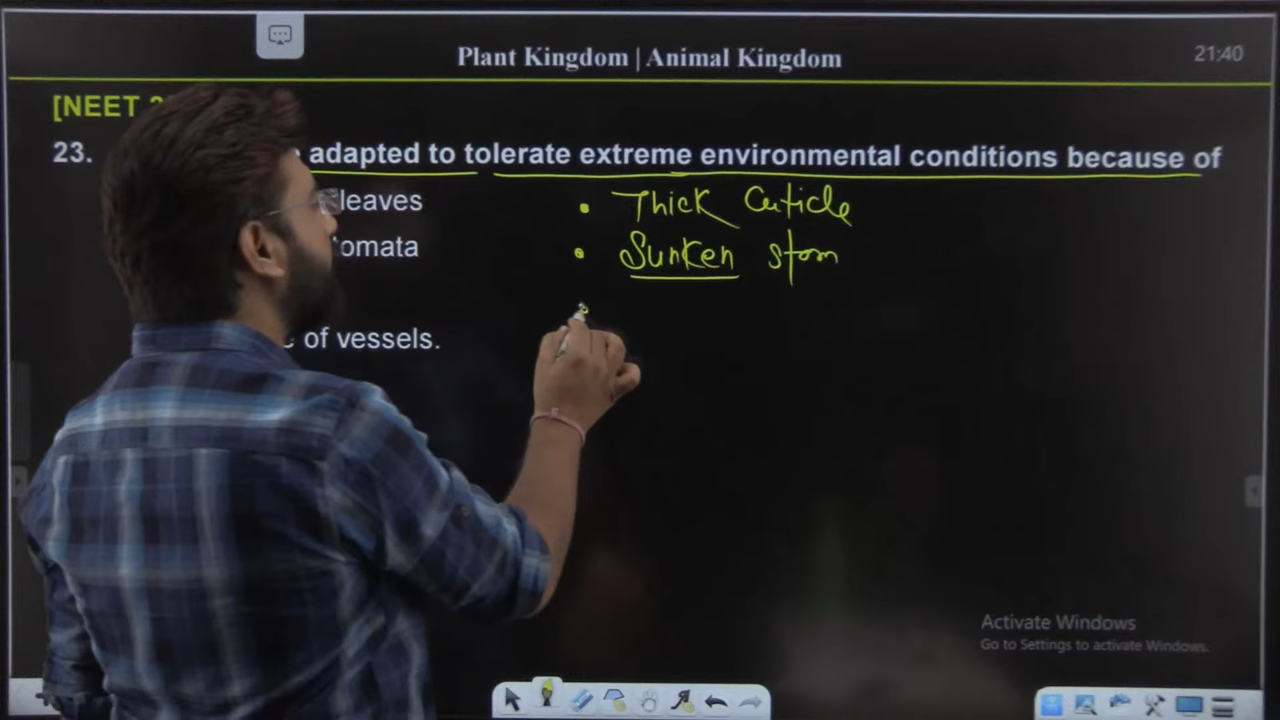 Plant Kingdom | Animal Kingdom
21:40
[NEET
23. adapted to tolerate extreme environmental conditions because of
leaves
• Thick Cuticle
• Sunken stom
of vessels.
Activate Windows
Go to Settings to activate Windows.